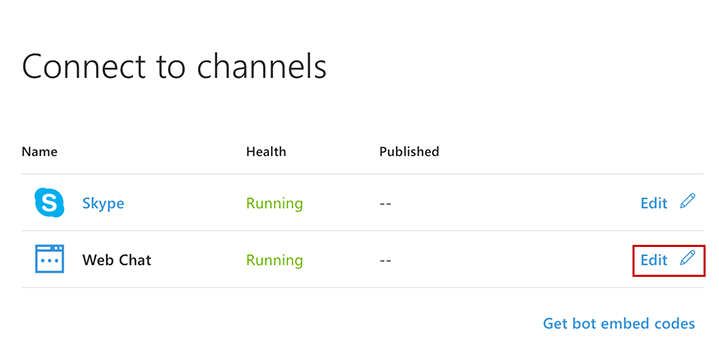 Connect to channels
Name Health Published
Skype Running -- Edit
Web Chat Running -- Edit
Get bot embed codes